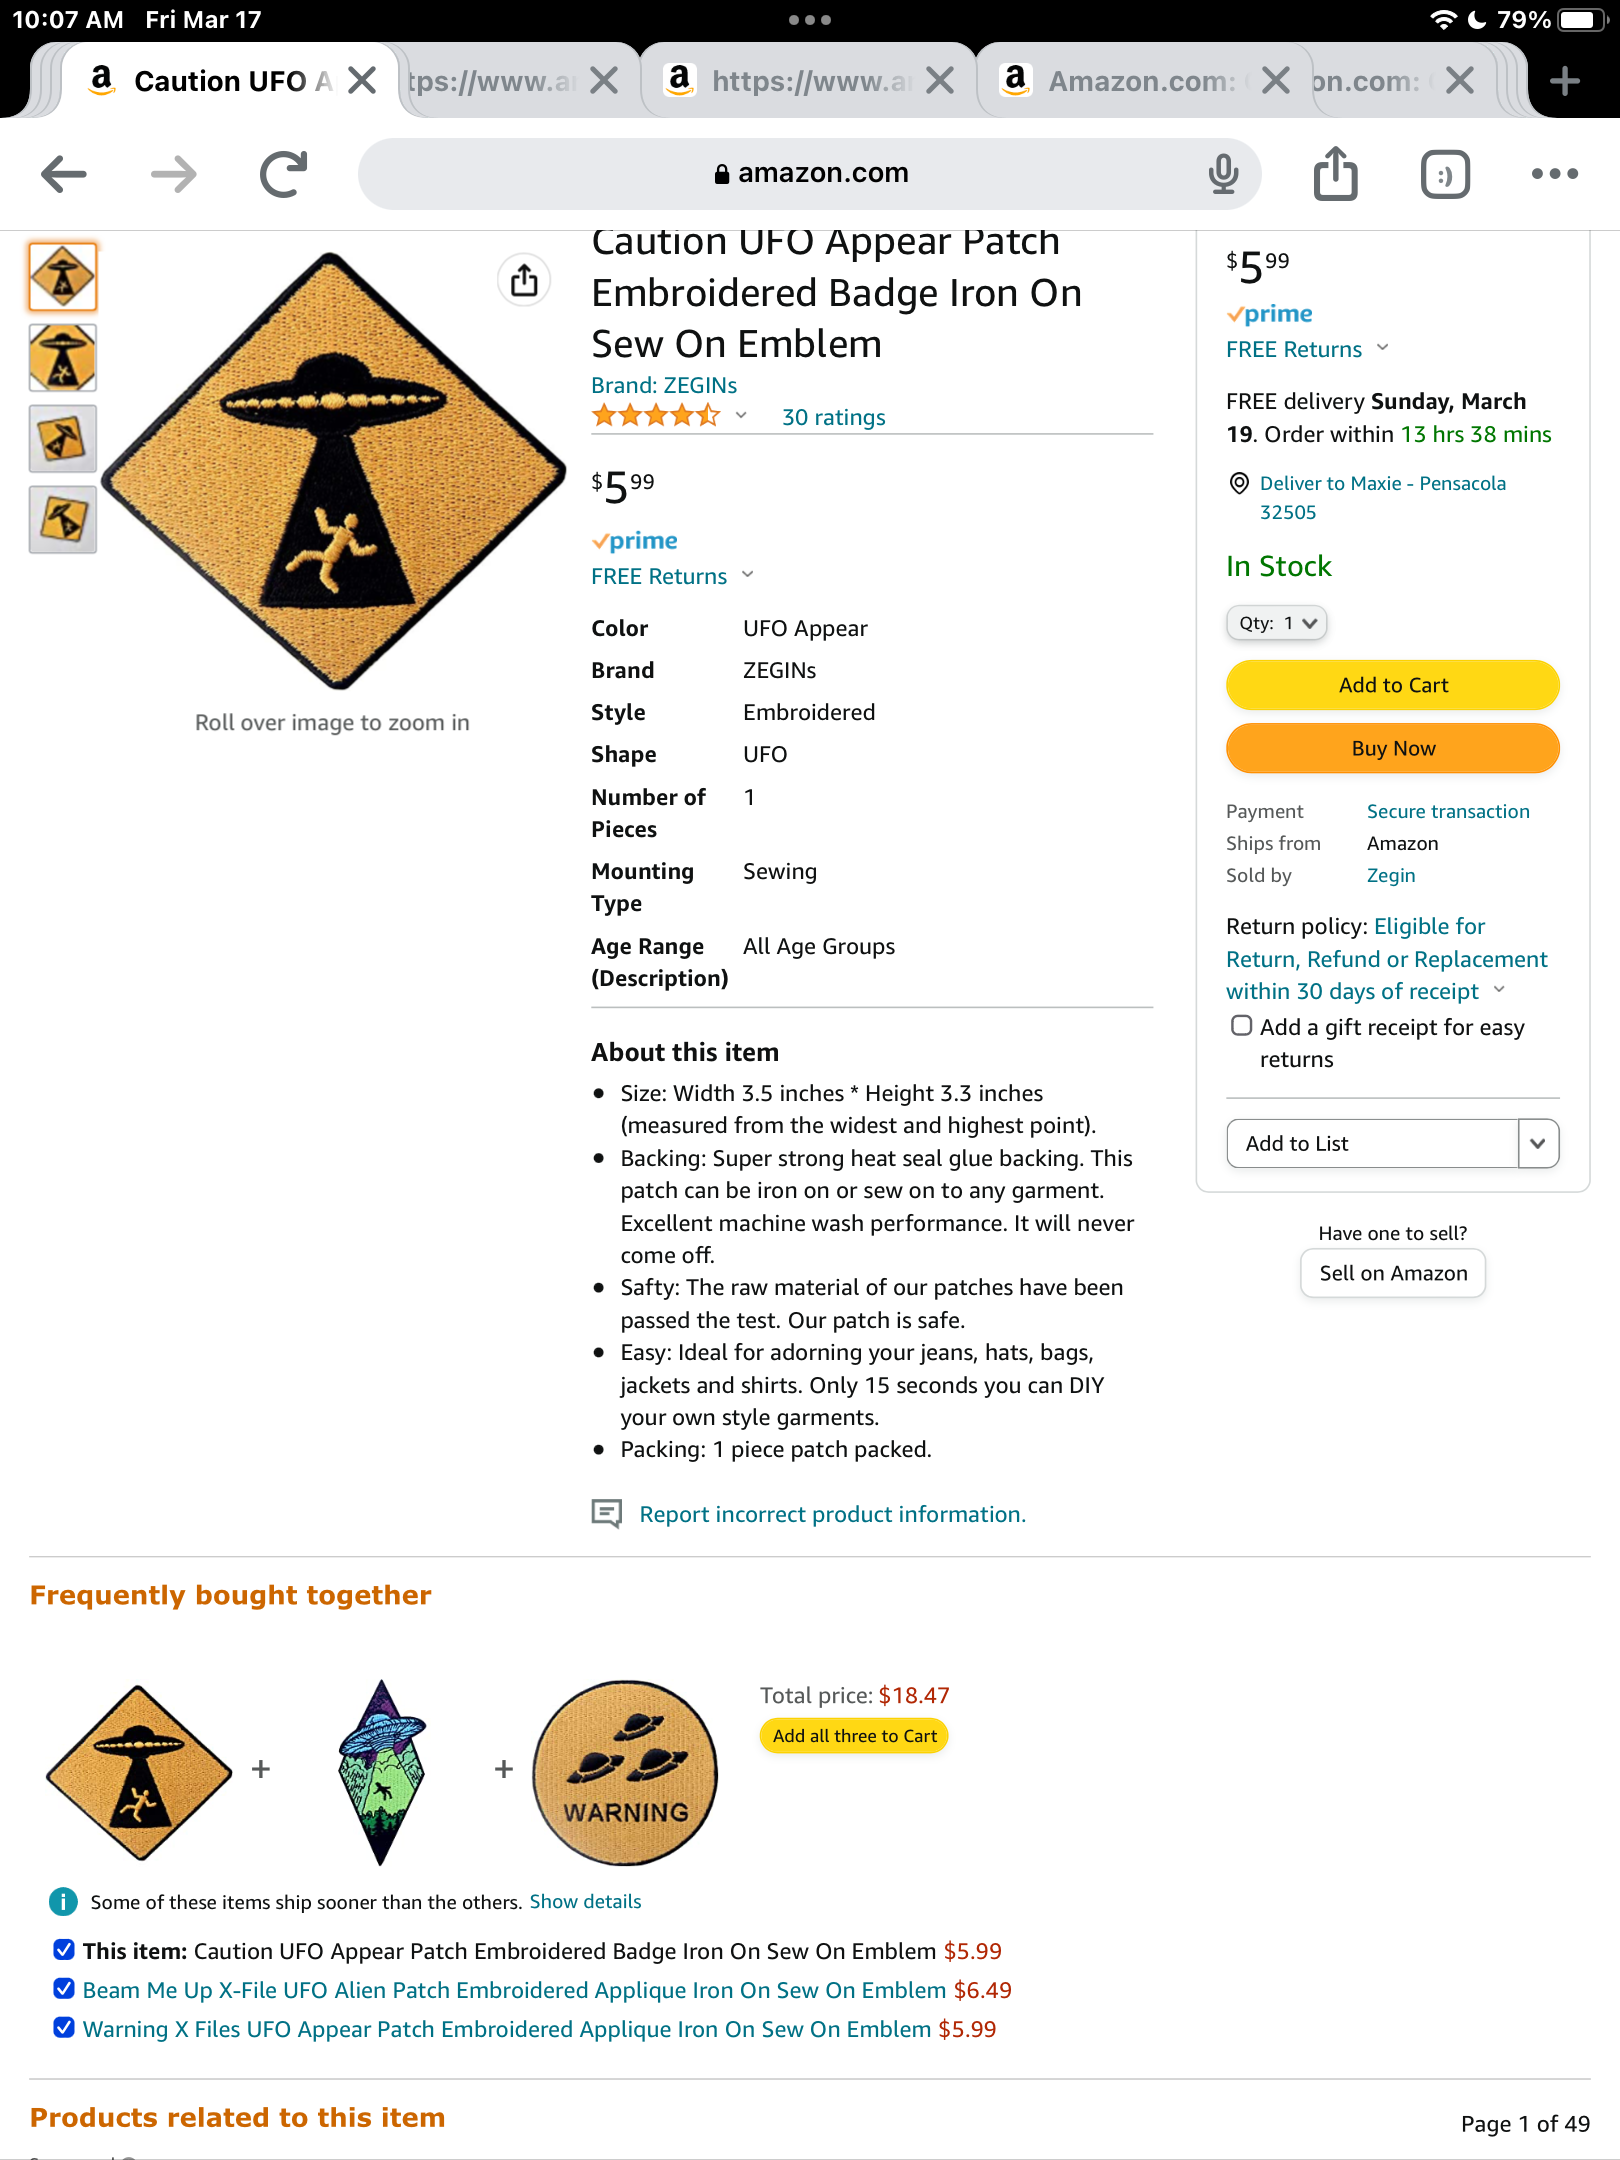 10:07 AM Fri Mar 17
79%
Caution UFO A
tps://www.a
https://www.a
Amazon.com:
on.com:
amazon.com
Caution UFO Appear Patch
Embroidered Badge Iron On
Sew On Emblem
Brand: ZEGINs
30 ratings
$5 99
prime
FREE Returns
Color UFO Appear
Brand ZEGINs
Style Embroidered
Shape UFO
Number of 1
Pieces
Mounting Sewing
Type
Age Range All Age Groups
(Description)
About this item
• Size: Width 3.5 inches * Height 3.3 inches
(measured from the widest and highest point).
• Backing: Super strong heat seal glue backing. This
patch can be iron on or sew on to any garment.
Excellent machine wash performance. It will never
come off.
• Safty: The raw material of our patches have been
passed the test. Our patch is safe.
• Easy: Ideal for adorning your jeans, hats, bags,
jackets and shirts. Only 15 seconds you can DIY
your own style garments.
• Packing: 1 piece patch packed.
Report incorrect product information.
Roll over image to zoom in
$5 99
prime
FREE Returns
FREE delivery Sunday, March
19. Order within 13 hrs 38 mins
Deliver to Maxie - Pensacola
32505
In Stock
Qty: 1
Add to Cart
Buy Now
Payment Secure transaction
Ships from Amazon
Sold by Zegin
Return policy: Eligible for
Return, Refund or Replacement
within 30 days of receipt
Add a gift receipt for easy
returns
Add to List
Have one to sell?
Sell on Amazon
Frequently bought together
+
+
WARNING
Total price: $18.47
Add all three to Cart
Some of these items ship sooner than the others. Show details
This item: Caution UFO Appear Patch Embroidered Badge Iron On Sew On Emblem $5.99
Beam Me Up X-File UFO Alien Patch Embroidered Applique Iron On Sew On Emblem $6.49
Warning X Files UFO Appear Patch Embroidered Applique Iron On Sew On Emblem $5.99
Products related to this item
Page 1 of 49